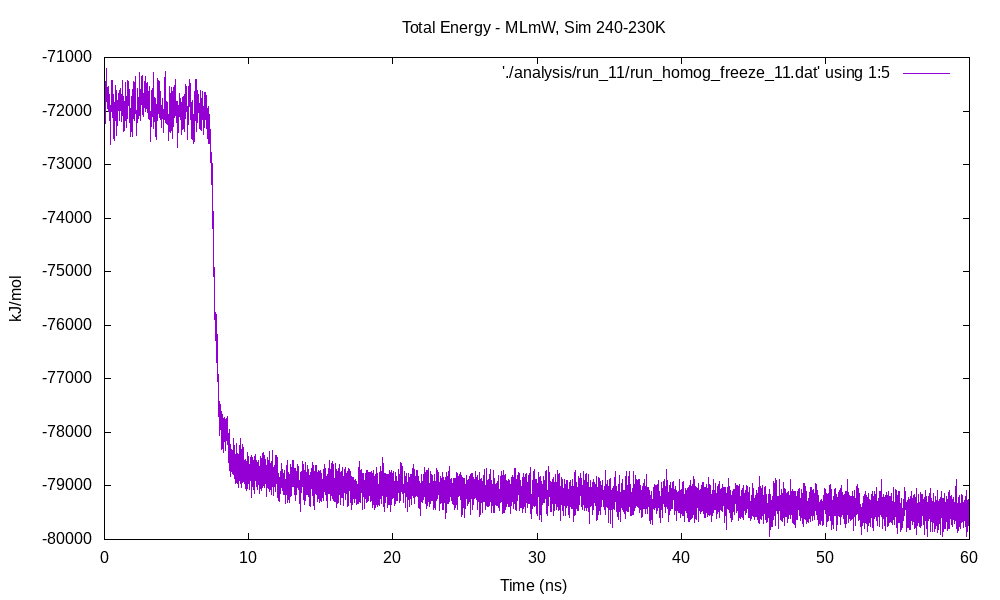 Total Energy - MLmW, Sim 240-230K
'./analysis/run_11/run_homog_freeze_11.dat' using 1:5
-71000
-72000
-73000
-74000
-75000
-76000
-77000
-78000
-79000
-80000
kJ/mol
0 10 20 30 40 50 60
Time (ns)